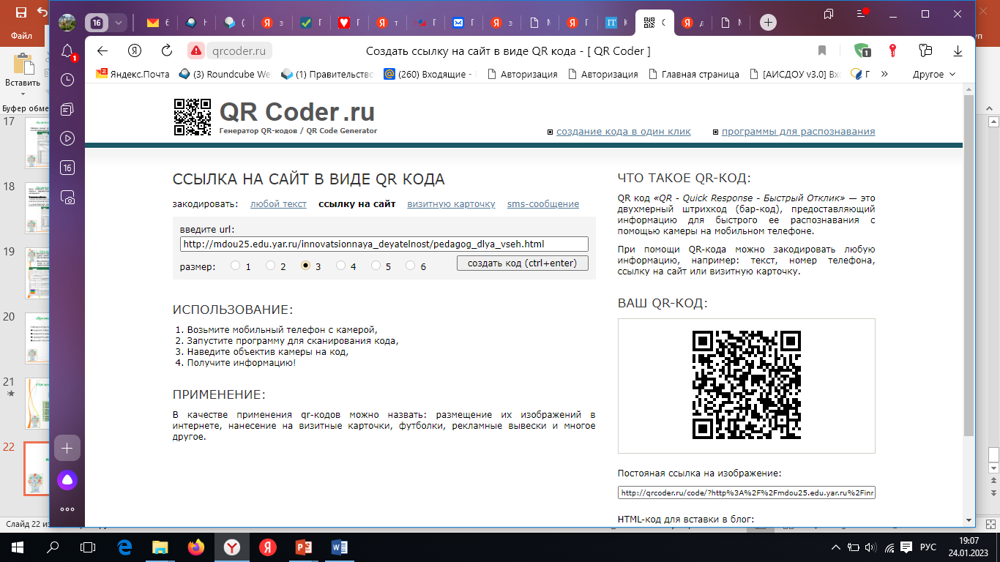 Файл
Вставить
Буфер обме
17
18
19
20
21
22
16
1
16
qrcoder.ru
Создать ссылку на сайт в виде QR кода - [ QR Coder ]
1
Яндекс.Почта
(3) Roundcube We
(1) Правительство
(260) Входящие -
Авторизация
Авторизация
Главная страница
[АИСДОУ v3.0] Вх
Г
»
Другое
QR Coder.ru
Генератор QR-кодов / QR Code Generator
создание кода в один клик
программы для распознавания
ССЫЛКА НА САЙТ В ВИДЕ QR КОДА
закодировать: любой текст ссылку на сайт визитную карточку sms-сообщение
введите url:
http://mdou25.edu.yar.ru/innovatsionnaya_deyatelnost/pedagog_dlya_vseh.html
размер: 1 2 3 4 5 6 создать код (ctrl+enter)
ИСПОЛЬЗОВАНИЕ:
1. Возьмите мобильный телефон с камерой,
2. Запустите программу для сканирования кода,
3. Наведите объектив камеры на код,
4. Получите информацию!
ПРИМЕНЕНИЕ:
В качестве применения qr-кодов можно назвать: размещение их изображений в
интернете, нанесение на визитные карточки, футболки, рекламные вывески и многое
другое.
ЧТО ТАКОЕ QR-КОД:
QR код «QR - Quick Response - Быстрый Отклик» — это
двухмерный штрихкод (бар-код), предоставляющий
информацию для быстрого ее распознавания с
помощью камеры на мобильном телефоне.
При помощи QR-кода можно закодировать любую
информацию, например: текст, номер телефона,
ссылку на сайт или визитную карточку.
ВАШ QR-КОД:
Постояная ссылка на изображение:
http://qrcoder.ru/code/?http%3A%2F%2Fmdou25.edu.yar.ru%2Finr
HTML-код для вставки в блог:
Слайд 22 из
РУС
19:07
24.01.2023